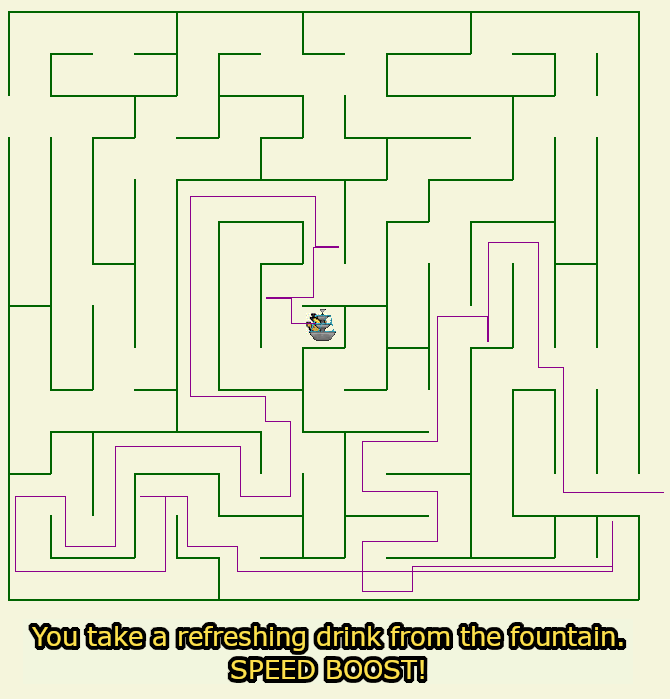 You take a refreshing drink from the fountain.
SPEED BOOST!